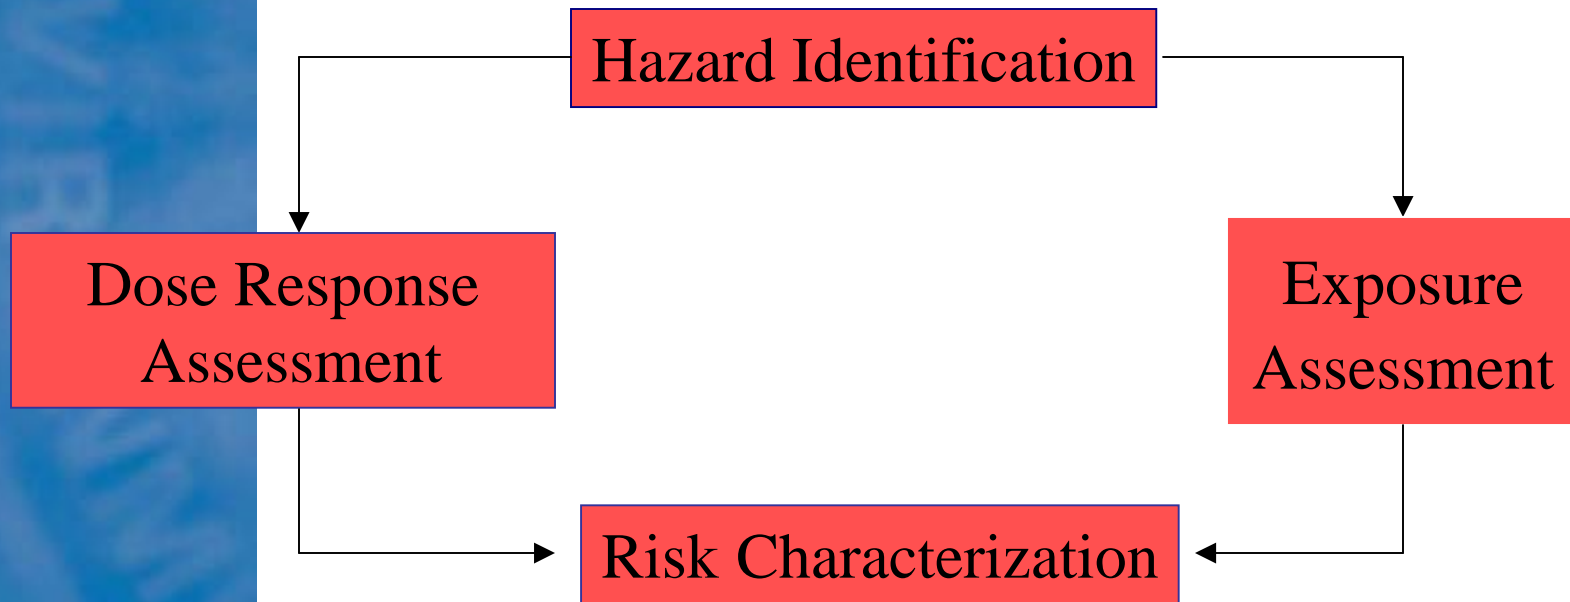 Hazard Identification
Dose Response
Assessment
Exposure
Assessment
Risk Characterization